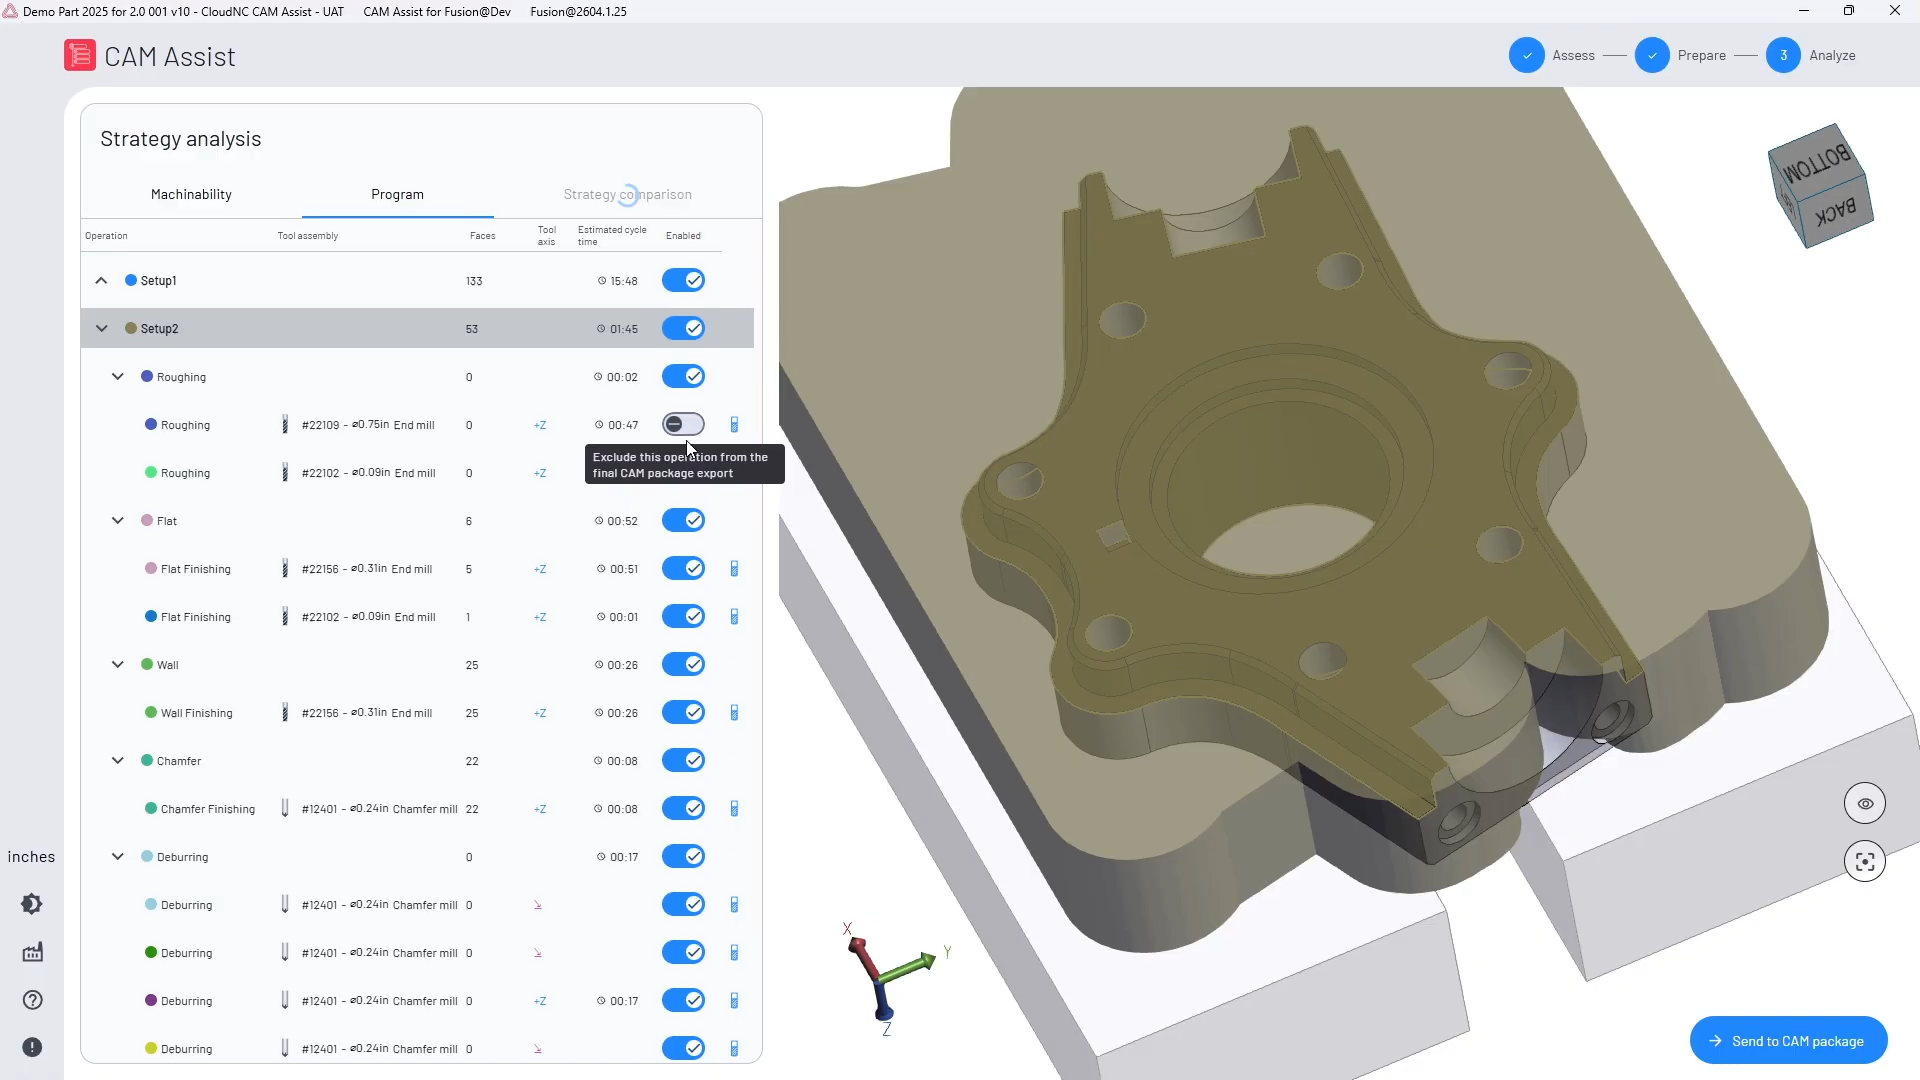 Demo Part 2025 for 2.0 001 v10 - CloudNC CAM Assist - UAT CAM Assist for Fusion@Dev Fusion@2604.1.25
CAM Assist
Assess
Prepare
3 Analyze
Strategy analysis
Machinability Program Strategy comparison
Operation Tool assembly Faces Tool axis Estimated cycle time Enabled
Setup1 133 15:48
Setup2 53 01:45
Roughing 0 00:02
Roughing #22109 - ⌀0.75in End mill 0 +Z 00:47
Exclude this operation from the
final CAM package export
Roughing #22102 - ⌀0.09in End mill 0 +Z
Flat 6 00:52
Flat Finishing #22156 - ⌀0.31in End mill 5 +Z 00:51
Flat Finishing #22102 - ⌀0.09in End mill 1 +Z 00:01
Wall 25 00:26
Wall Finishing #22156 - ⌀0.31in End mill 25 +Z 00:26
Chamfer 22 00:08
Chamfer Finishing #12401 - ⌀0.24in Chamfer mill 22 +Z 00:08
Deburring 0 00:17
Deburring #12401 - ⌀0.24in Chamfer mill 0
Deburring #12401 - ⌀0.24in Chamfer mill 0
Deburring #12401 - ⌀0.24in Chamfer mill 0 +Z 00:17
Deburring #12401 - ⌀0.24in Chamfer mill 0
inches
BOTTOM
BACK
X
Y
Z
Send to CAM package